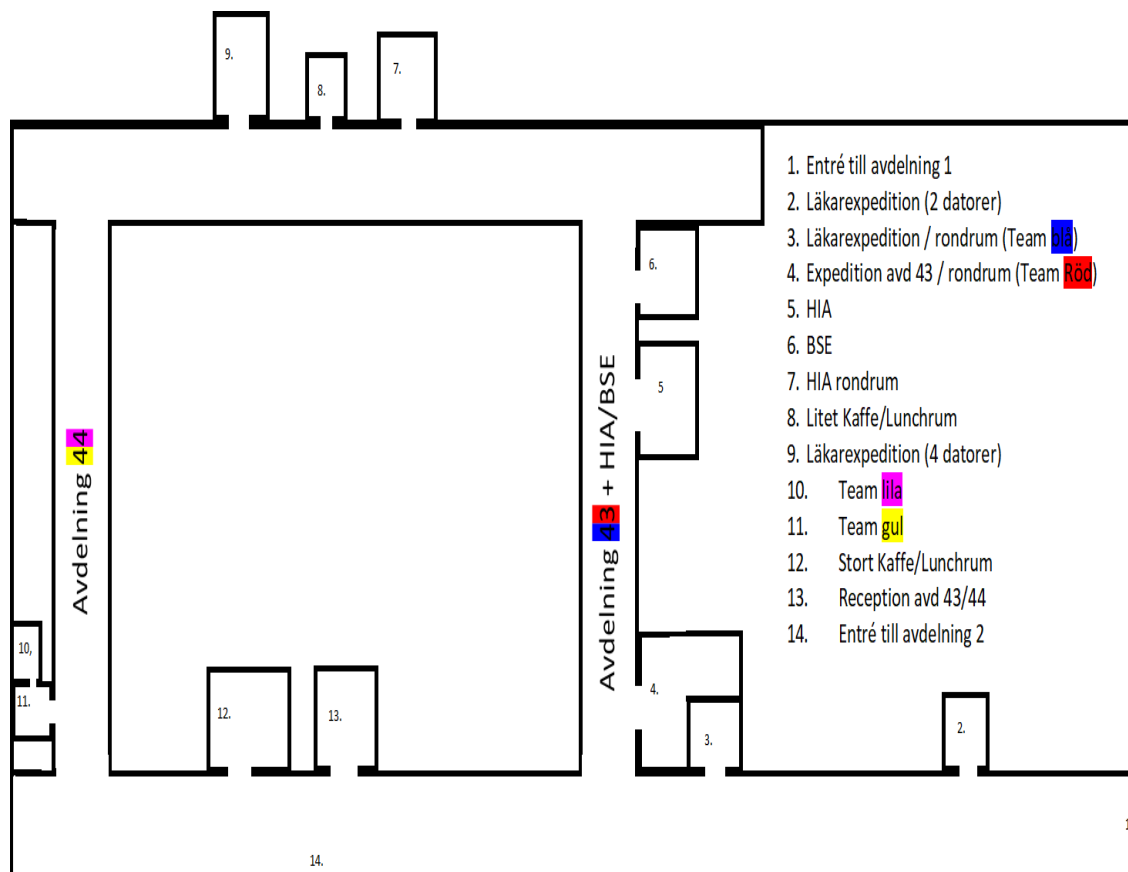 9.
8.
7.
1. Entré till avdelning 1
2. Läkarexpedition (2 datorer)
3. Läkarexpedition / rondrum (Team blå)
4. Expedition avd 43 / rondrum (Team Röd)
5. HIA
6. BSE
7. HIA rondrum
8. Litet Kaffe/Lunchrum
9. Läkarexpedition (4 datorer)
10. Team lila
11. Team gul
12. Stort Kaffe/Lunchrum
13. Reception avd 43/44
14. Entré till avdelning 2
6.
5
Avdelning 44
Avdelning 43 + HIA/BSE
10,
11.
12.
13.
4.
3.
2.
1
14.